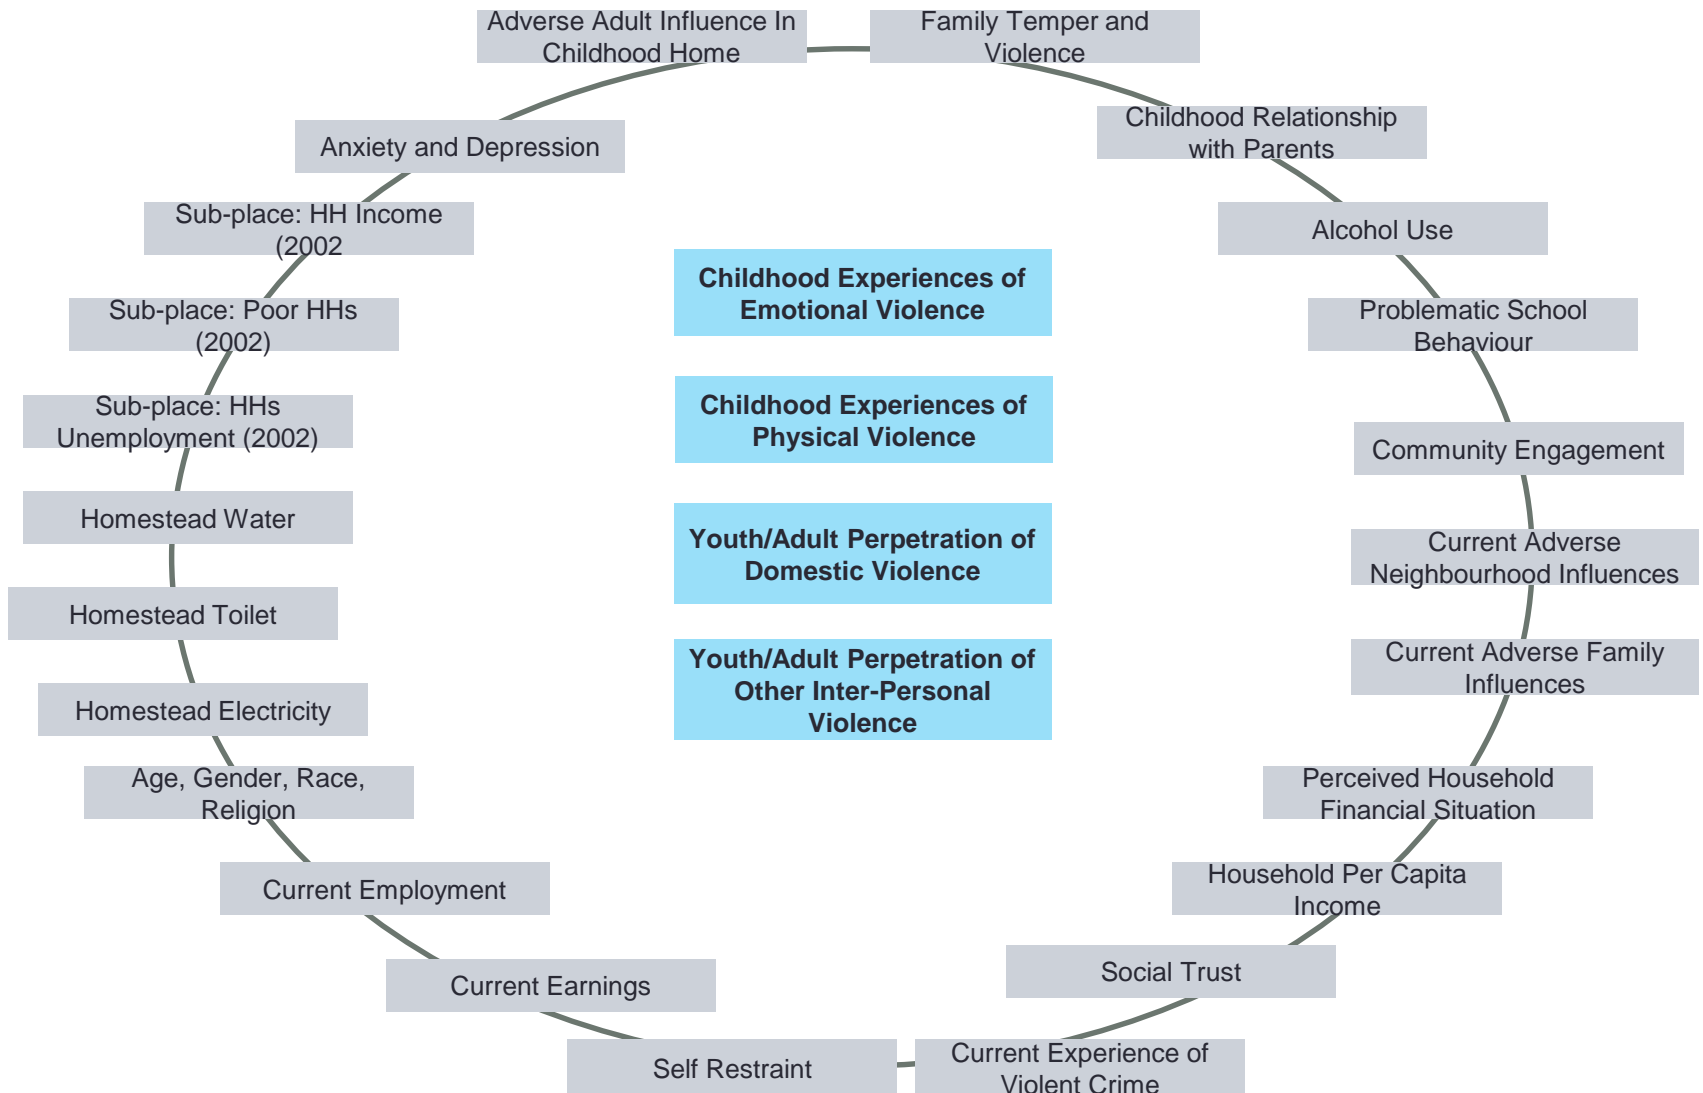 Adverse Adult Influence In
Childhood Home
Family Temper and
Violence
Childhood Relationship
with Parents
Anxiety and Depression
Alcohol Use
Sub-place: HH Income
(2002
Childhood Experiences of
Emotional Violence
Sub-place: Poor HHs
(2002)
Problematic School
Behaviour
Childhood Experiences of
Physical Violence
Sub-place: HHs
Unemployment (2002)
Community Engagement
Homestead Water
Youth/Adult Perpetration of
Domestic Violence
Current Adverse
Neighbourhood Influences
Homestead Toilet
Youth/Adult Perpetration of
Other Inter-Personal
Violence
Current Adverse Family
Influences
Homestead Electricity
Age, Gender, Race,
Religion
Perceived Household
Financial Situation
Current Employment
Household Per Capita
Income
Current Earnings
Social Trust
Self Restraint
Current Experience of
Violent Crime